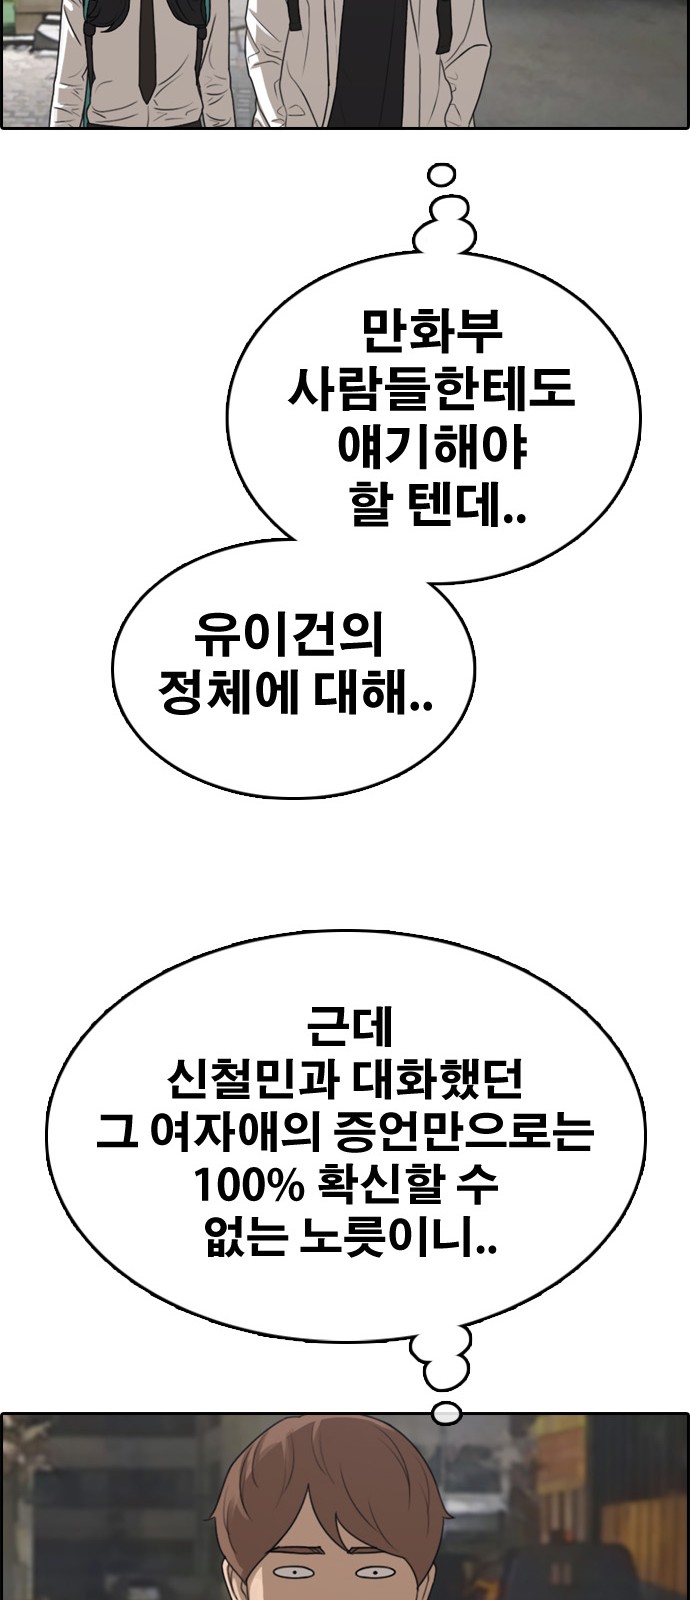 만화부
사람들한테도
얘기해야
할 텐데..
유이건의
정체에 대해..
근데
신철민과 대화했던
그 여자애의 증언만으로는
100% 확신할 수
없는 노릇이니..